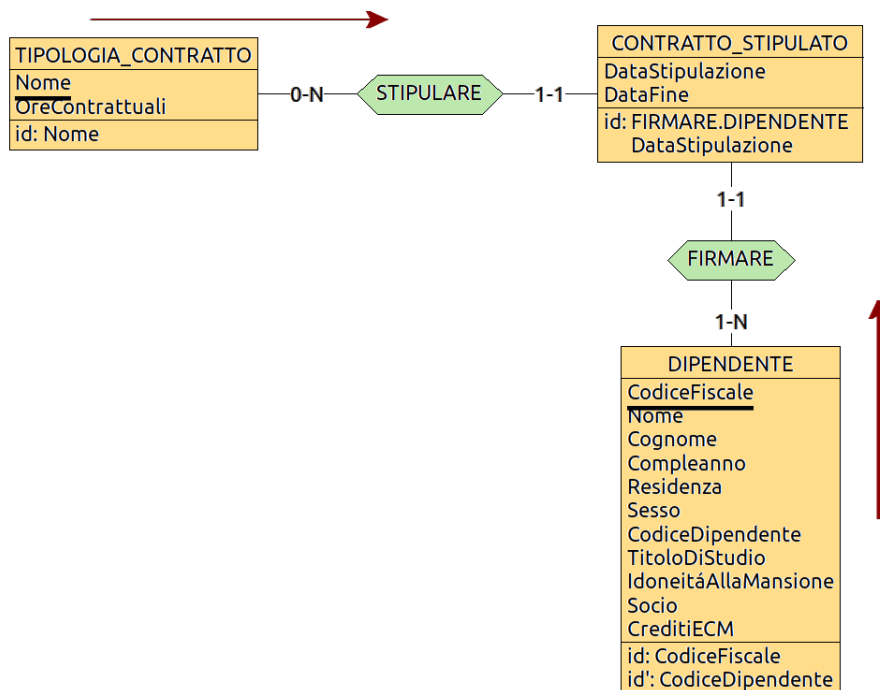 TIPOLOGIA_CONTRATTO
Nome
OreContrattuali
id: Nome
0-N
STIPULARE
1-1
CONTRATTO_STIPULATO
DataStipulazione
DataFine
id: FIRMARE.DIPENDENTE
DataStipulazione
1-1
FIRMARE
1-N
DIPENDENTE
CodiceFiscale
Nome
Cognome
Compleanno
Residenza
Sesso
CodiceDipendente
TitoloDiStudio
IdoneitáAllaMansione
Socio
CreditiECM
id: CodiceFiscale
id': CodiceDipendente